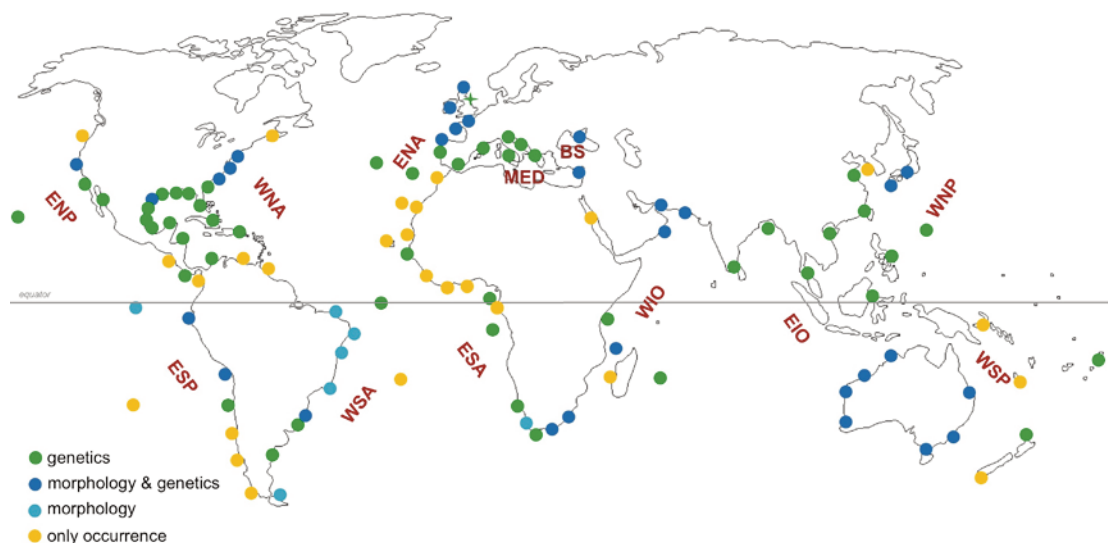 ENA
BS
MED
ENP
WNA
WNP
equator
WIO
EIO
ESP
WSA
ESA
WSP
genetics
morphology & genetics
morphology
only occurrence